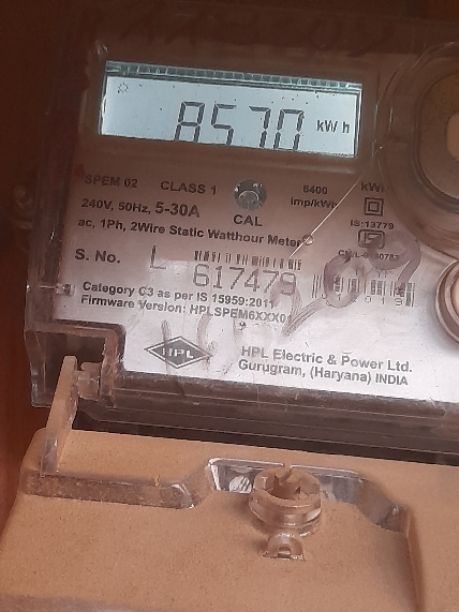 8570 kWh
SPEM 02 CLASS 1 6400 imp/kWh
240V, 50Hz, 5-30A
CAL
ac, 1Ph, 2Wire Static Watthour Meter
IS:13779
S. No. L 617479
Category C3 as per IS 15959:2011
Firmware Version: HPLSPEM6XXX01
HPL
HPL Electric & Power Ltd.
Gurugram, (Haryana) INDIA